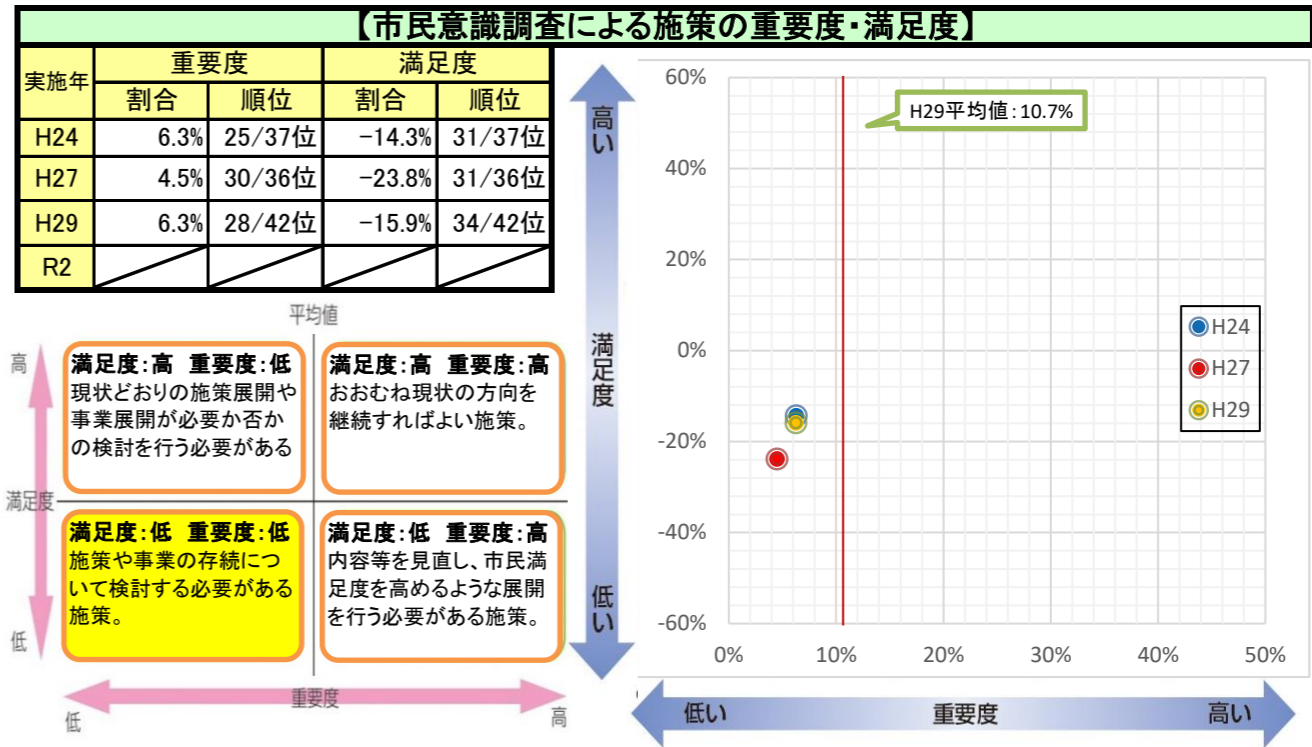 【市民意識調査による施策の重要度・満足度】
実施年 重要度 満足度
割合 順位 割合 順位
H24 6.3% 25/37位 -14.3% 31/37位
H27 4.5% 30/36位 -23.8% 31/36位
H29 6.3% 28/42位 -15.9% 34/42位
R2
平均値
高
満足度
低
満足度:高 重要度:低
現状どおりの施策展開や
事業展開が必要か否か
の検討を行う必要がある
満足度:高 重要度:高
おおむね現状の方向を
継続すればよい施策。
満足度:低 重要度:低
施策や事業の存続につ
いて検討する必要がある
施策。
満足度:低 重要度:高
内容等を見直し、市民満
足度を高めるような展開
を行う必要がある施策。
低
重要度
高
高い
満足度
低い
60%
40%
20%
0%
-20%
-40%
-60%
H29平均値:10.7%
H24
H27
H29
0% 10% 20% 30% 40% 50%
低い 重要度 高い